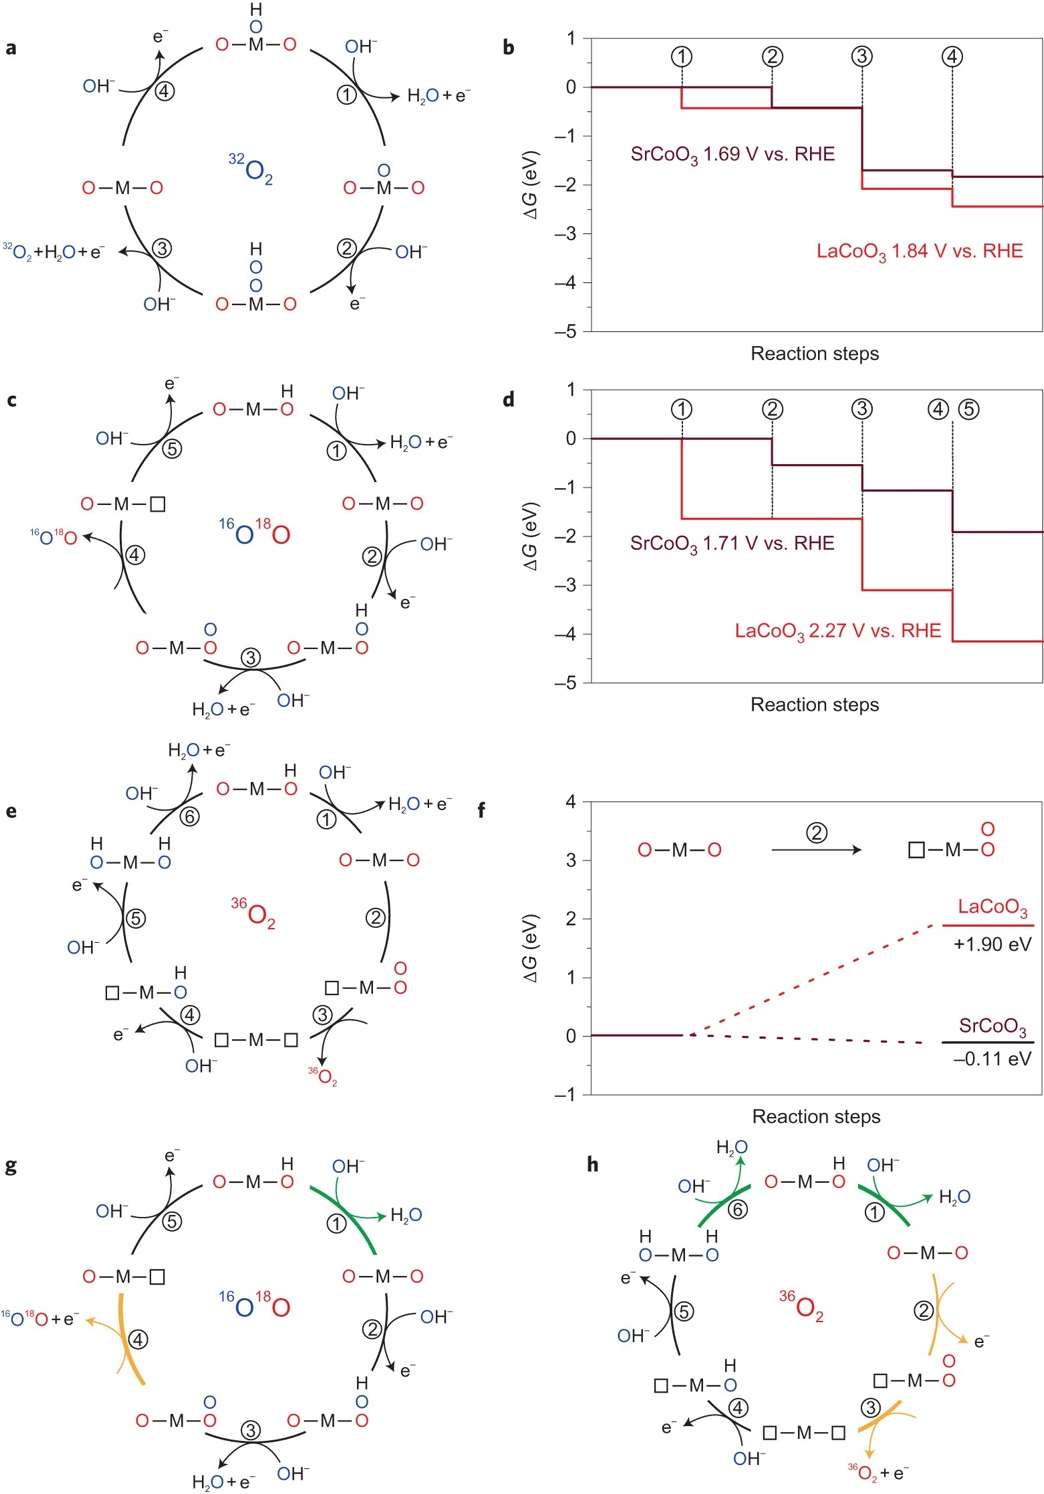 a
H
O
O–M–O
e⁻
OH⁻
④
OH⁻
①
H₂O + e⁻
³²O₂
O–M–O
O
O–M–O
③
³²O₂+H₂O+e⁻
OH⁻
H
O
O
O–M–O
②
OH⁻
e⁻
b
1
0
–1
–2
–3
–4
–5
ΔG (eV)
① ② ③ ④
SrCoO₃ 1.69 V vs. RHE
LaCoO₃ 1.84 V vs. RHE
Reaction steps
c
e⁻
H
O–M–O
OH⁻
OH⁻
⑤
①
H₂O + e⁻
O–M–□
¹⁶O¹⁸O
O–M–O
¹⁶O¹⁸O
④
②
OH⁻
e⁻
O
O–M–O
H
O
O–M–O
③
H₂O + e⁻
OH⁻
d
1
0
–1
–2
–3
–4
–5
ΔG (eV)
① ② ③ ④ ⑤
SrCoO₃ 1.71 V vs. RHE
LaCoO₃ 2.27 V vs. RHE
Reaction steps
e
H₂O + e⁻
OH⁻
⑥
H
O–M–O
OH⁻
①
H₂O + e⁻
H H
O–M–O
O–M–O
e⁻
⑤
OH⁻
³⁶O₂
②
H
□–M–O
O
□–M–O
④
e⁻
OH⁻
□–M–□
③
³⁶O₂
f
4
3
2
1
0
–1
ΔG (eV)
O–M–O
②
O
□–M–O
LaCoO₃
+1.90 eV
SrCoO₃
–0.11 eV
Reaction steps
g
e⁻
H
O–M–O
OH⁻
OH⁻
⑤
①
H₂O
O–M–□
¹⁶O¹⁸O
O–M–O
¹⁶O¹⁸O + e⁻
④
②
OH⁻
e⁻
O
O–M–O
H
O
O–M–O
③
H₂O + e⁻
OH⁻
h
H₂O
OH⁻
⑥
H
O–M–O
OH⁻
①
H₂O
H H
O–M–O
O–M–O
e⁻
⑤
OH⁻
³⁶O₂
②
e⁻
H
□–M–O
O
□–M–O
④
e⁻
OH⁻
□–M–□
③
³⁶O₂ + e⁻